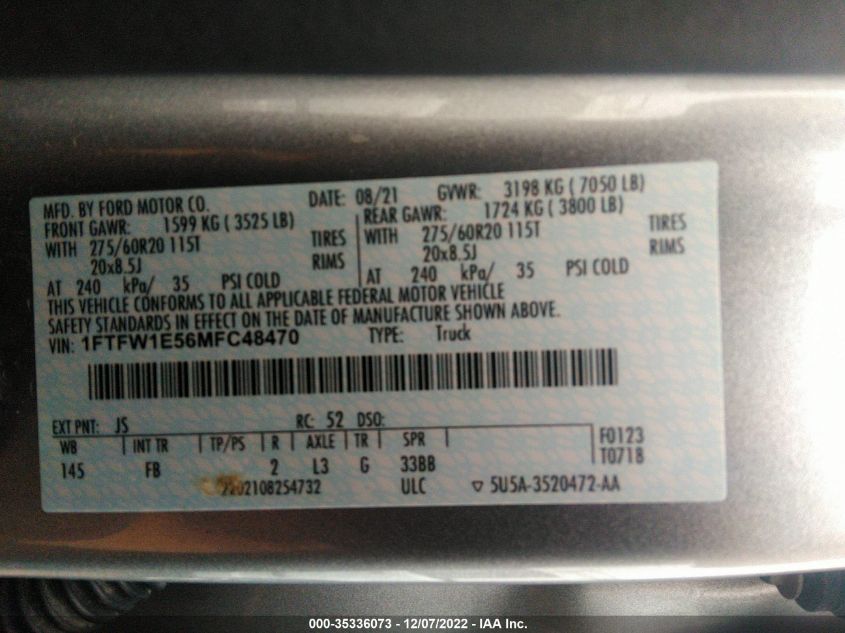 MFD. BY FORD MOTOR CO. DATE: 08/21 GVWR: 3198 KG ( 7050 LB)
FRONT GAWR: 1599 KG ( 3525 LB) REAR GAWR: 1724 KG ( 3800 LB)
WITH 275/60R20 115T TIRES WITH 275/60R20 115T TIRES
20x8.5J RIMS 20x8.5J RIMS
AT 240 kPa/ 35 PSI COLD AT 240 kPa/ 35 PSI COLD
THIS VEHICLE CONFORMS TO ALL APPLICABLE FEDERAL MOTOR VEHICLE
SAFETY STANDARDS IN EFFECT ON THE DATE OF MANUFACTURE SHOWN ABOVE.
VIN: 1FTFW1E56MFC48470 TYPE: Truck
EXT PNT: JS RC: 52 DSO:
WB INT TR TP/PS R AXLE TR SPR F0123
145 FB 2 L3 G 33BB T0718
ULC ▽ 5U5A-3520472-AA
000-35336073 - 12/07/2022 - IAA Inc.